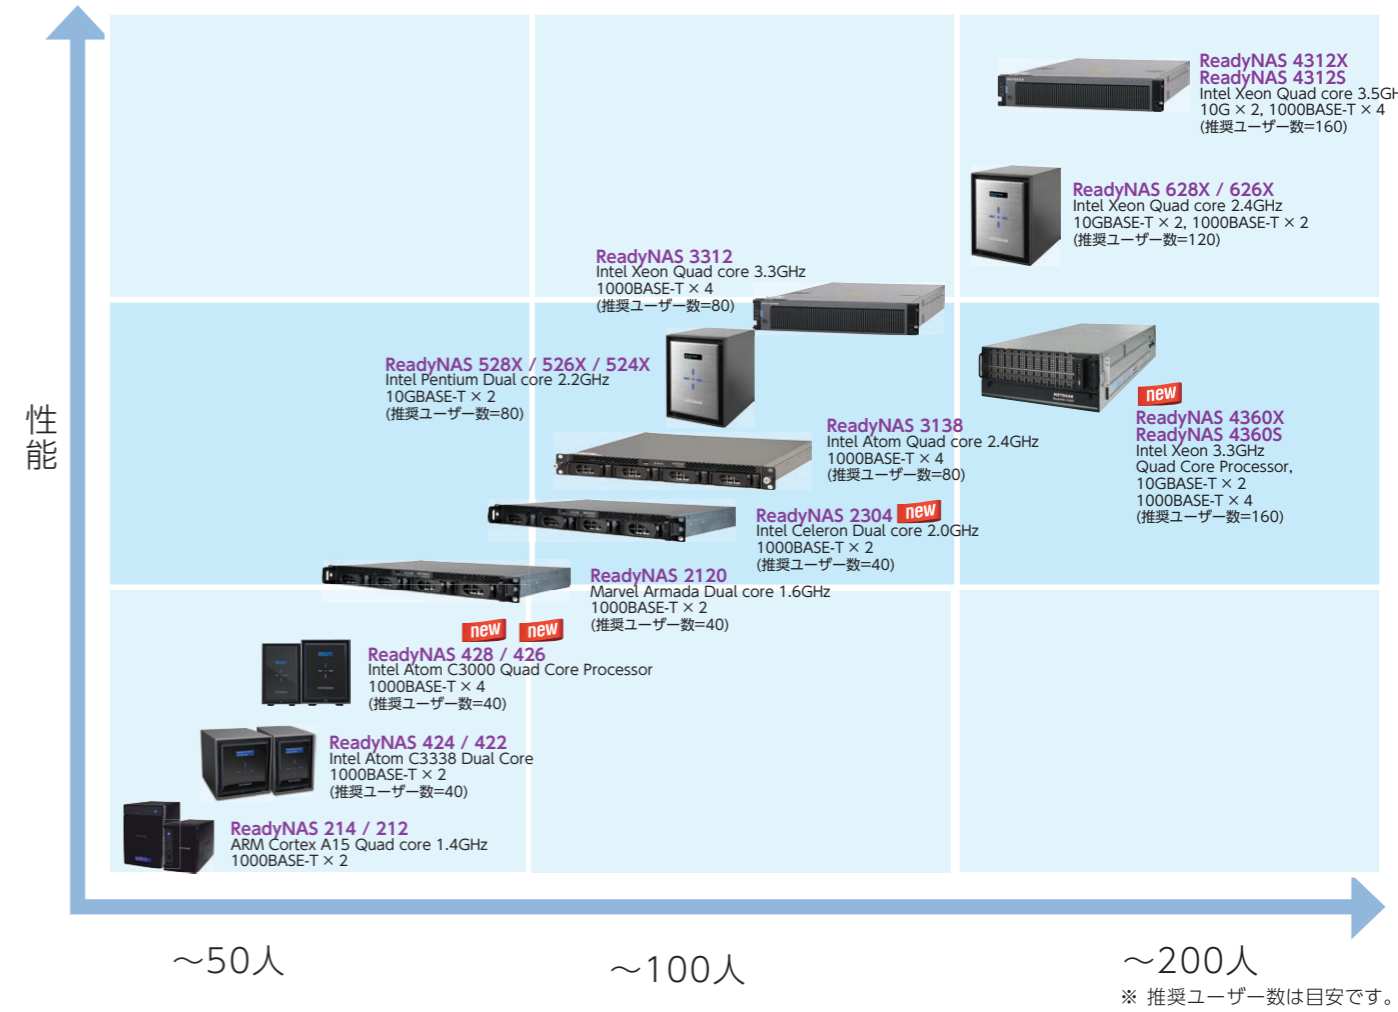 ReadyNAS 4312X
ReadyNAS 4312S
Intel Xeon Quad core 3.5GH
10G × 2, 1000BASE-T × 4
(推奨ユーザー数=160)
ReadyNAS 628X / 626X
Intel Xeon Quad core 2.4GHz
10GBASE-T × 2, 1000BASE-T × 2
(推奨ユーザー数=120)
ReadyNAS 3312
Intel Xeon Quad core 3.3GHz
1000BASE-T × 4
(推奨ユーザー数=80)
ReadyNAS 528X / 526X / 524X
Intel Pentium Dual core 2.2GHz
10GBASE-T × 2
(推奨ユーザー数=80)
new
ReadyNAS 4360X
ReadyNAS 4360S
Intel Xeon 3.3GHz
Quad Core Processor,
10GBASE-T × 2
1000BASE-T × 4
(推奨ユーザー数=160)
ReadyNAS 3138
Intel Atom Quad core 2.4GHz
1000BASE-T × 4
(推奨ユーザー数=80)
ReadyNAS 2304 new
Intel Celeron Dual core 2.0GHz
1000BASE-T × 2
(推奨ユーザー数=40)
ReadyNAS 2120
Marvel Armada Dual core 1.6GHz
1000BASE-T × 2
(推奨ユーザー数=40)
new new
ReadyNAS 428 / 426
Intel Atom C3000 Quad Core Processor
1000BASE-T × 4
(推奨ユーザー数=40)
ReadyNAS 424 / 422
Intel Atom C3338 Dual Core
1000BASE-T × 2
(推奨ユーザー数=40)
ReadyNAS 214 / 212
ARM Cortex A15 Quad core 1.4GHz
1000BASE-T × 2
性能
～50人
～100人
～200人
※ 推奨ユーザー数は目安です。